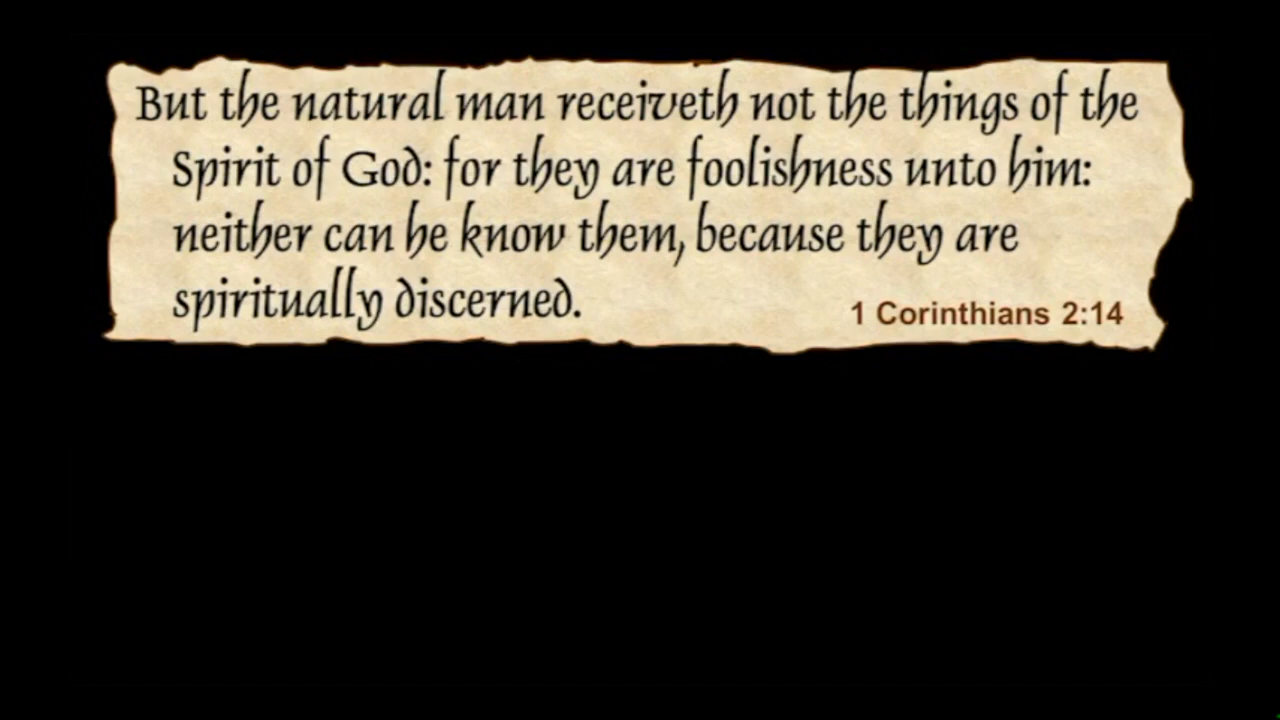 But the natural man receiveth not the things of the
Spirit of God: for they are foolishness unto him:
neither can he know them, because they are
spiritually discerned.
1 Corinthians 2:14